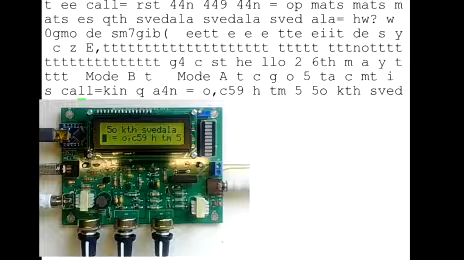 t ee call= rst 44n 449 44n = op mats mats m
ats es qth svedala svedala sved ala= hw? w
0gmo de sm7gib( eett e e e tte eiit de s y
c z E,tttttttttttttttttttt ttttt tttnotttt
tttttttttttttt g4 c st he llo 2 6th m a y t
ttt Mode B t Mode A t c g o 5 ta c mt i
s call=kin q a4n = o,c59 h tm 5 5o kth sved
5o kth svedala
= o,c59 h tm 5